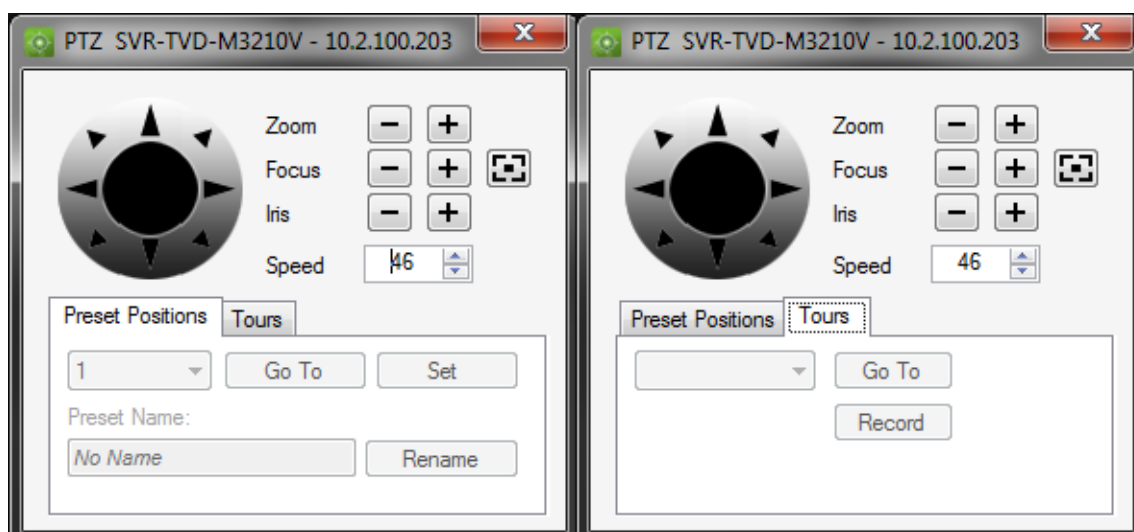 PTZ SVR-TVD-M3210V - 10.2.100.203
Zoom
Focus
Iris
Speed 46
Preset Positions Tours
1 Go To Set
Preset Name:
No Name Rename
PTZ SVR-TVD-M3210V - 10.2.100.203
Zoom
Focus
Iris
Speed 46
Preset Positions Tours
Go To
Record